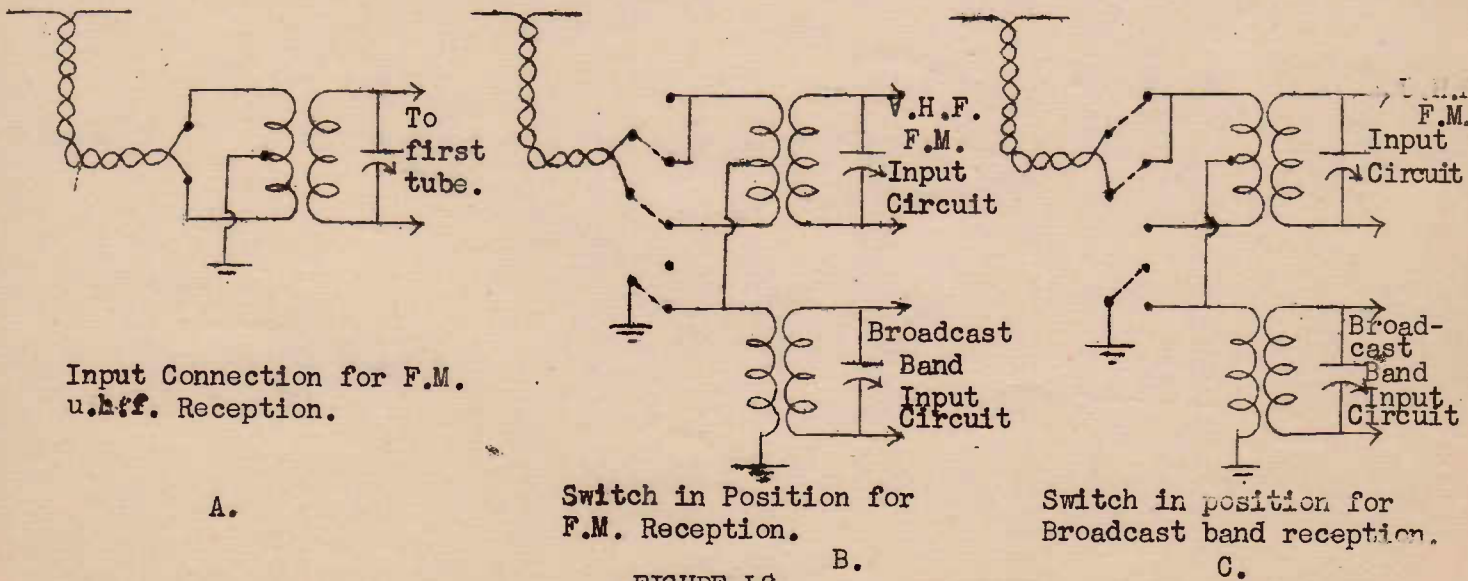 To
first
tube.
Input Connection for F.M.
u.h.f. Reception.
A.
V.H.F.
F.M.
Input
Circuit
Broadcast
Band
Input
Circuit
Switch in Position for
F.M. Reception.
B.
F.M.
Input
Circuit
Broad-
cast
Band
Input
Circuit
Switch in position for
Broadcast band reception.
C.